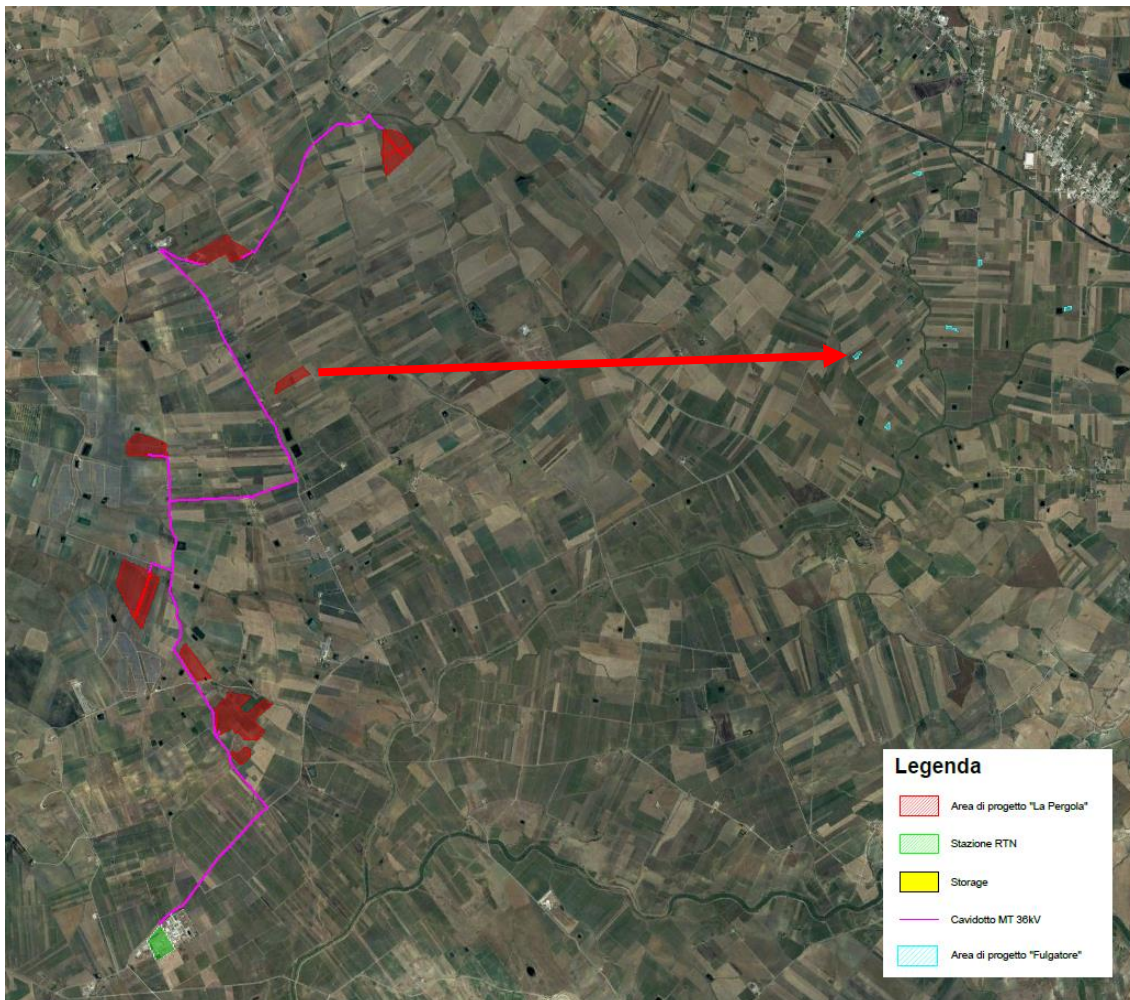 Legenda
Area di progetto "La Pergola"
Stazione RTN
Storage
Cavidotto MT 36kV
Area di progetto "Fulgatore"